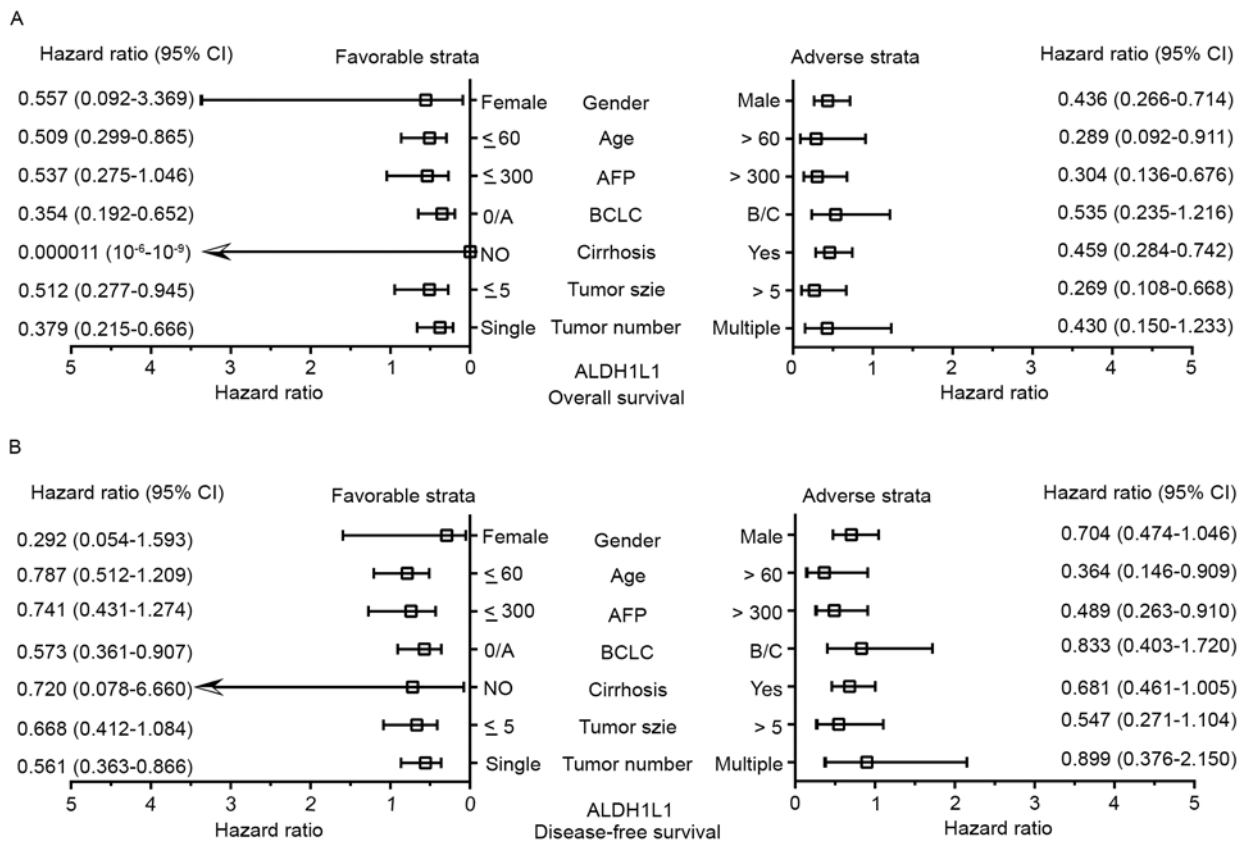 A
Hazard ratio (95% CI) Favorable strata Adverse strata Hazard ratio (95% CI)
0.557 (0.092-3.369) Female Gender Male 0.436 (0.266-0.714)
0.509 (0.299-0.865) ≤ 60 Age > 60 0.289 (0.092-0.911)
0.537 (0.275-1.046) ≤ 300 AFP > 300 0.304 (0.136-0.676)
0.354 (0.192-0.652) 0/A BCLC B/C 0.535 (0.235-1.216)
0.000011 (10⁻⁶-10⁻⁹) NO Cirrhosis Yes 0.459 (0.284-0.742)
0.512 (0.277-0.945) ≤ 5 Tumor szie > 5 0.269 (0.108-0.668)
0.379 (0.215-0.666) Single Tumor number Multiple 0.430 (0.150-1.233)
5 4 3 2 1 0 0 1 2 3 4 5
Hazard ratio ALDH1L1 Hazard ratio
Overall survival
B
Hazard ratio (95% CI) Favorable strata Adverse strata Hazard ratio (95% CI)
0.292 (0.054-1.593) Female Gender Male 0.704 (0.474-1.046)
0.787 (0.512-1.209) ≤ 60 Age > 60 0.364 (0.146-0.909)
0.741 (0.431-1.274) ≤ 300 AFP > 300 0.489 (0.263-0.910)
0.573 (0.361-0.907) 0/A BCLC B/C 0.833 (0.403-1.720)
0.720 (0.078-6.660) NO Cirrhosis Yes 0.681 (0.461-1.005)
0.668 (0.412-1.084) ≤ 5 Tumor szie > 5 0.547 (0.271-1.104)
0.561 (0.363-0.866) Single Tumor number Multiple 0.899 (0.376-2.150)
5 4 3 2 1 0 0 1 2 3 4 5
Hazard ratio ALDH1L1 Hazard ratio
Disease-free survival